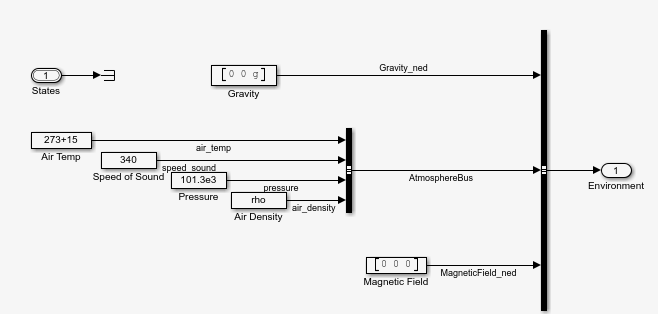 1
States
[ 0 0 g ]
Gravity
Gravity_ned
273+15
Air Temp
air_temp
340
Speed of Sound
speed_sound
101.3e3
Pressure
pressure
rho
Air Density
air_density
AtmosphereBus
1
Environment
[ 0 0 0 ]
Magnetic Field
MagneticField_ned